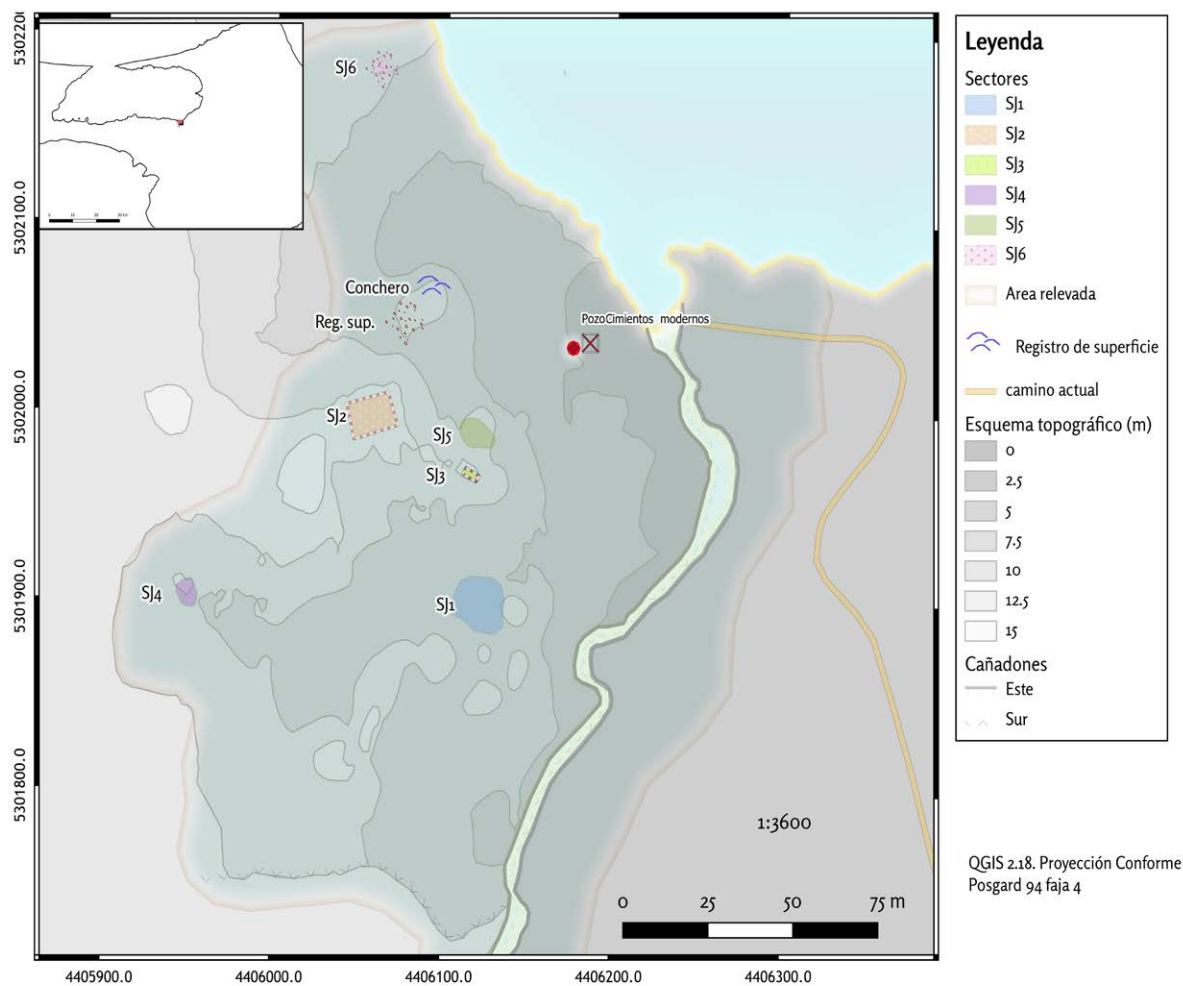 SJ6
Conchero
Reg. sup.
PozoCimientos modernos
SJ2
SJ5
SJ3
SJ4
SJ1
1:3600
0 25 50 75 m
5302200
5302100.0
5302000.0
5301900.0
5301800.0
4405900.0 4406000.0 4406100.0 4406200.0 4406300.0
Leyenda
Sectores
SJ1
SJ2
SJ3
SJ4
SJ5
SJ6
Area relevada
Registro de superficie
camino actual
Esquema topográfico (m)
0
2.5
5
7.5
10
12.5
15
Cañadones
Este
Sur
QGIS 2.18. Proyección Conforme
Posgard 94 faja 4